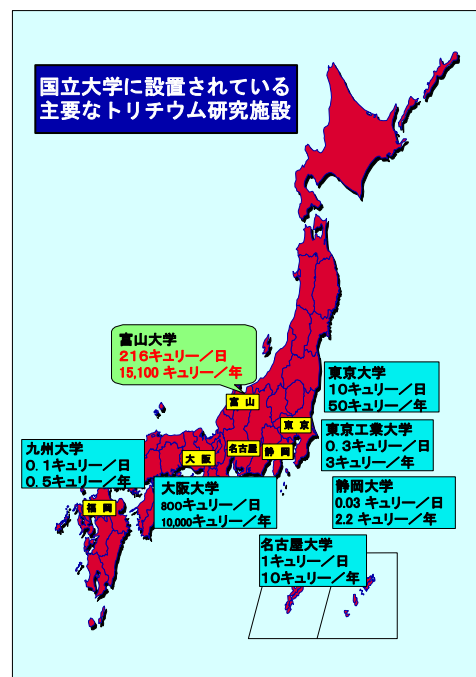 国立大学に設置されている
主要なトリチウム研究施設
富山大学
216キュリー／日
15,100 キュリー／年
富 山
東京大学
10キュリー／日
50キュリー／年
東 京
東京工業大学
0.3キュリー／日
3キュリー／年
九州大学
0.1キュリー／日
0.5キュリー／年
大 阪
名古屋
静 岡
静岡大学
0.03 キュリー／日
2.2 キュリー／年
大阪大学
800キュリー／日
10,000キュリー／年
福 岡
名古屋大学
1キュリー／日
10キュリー／年